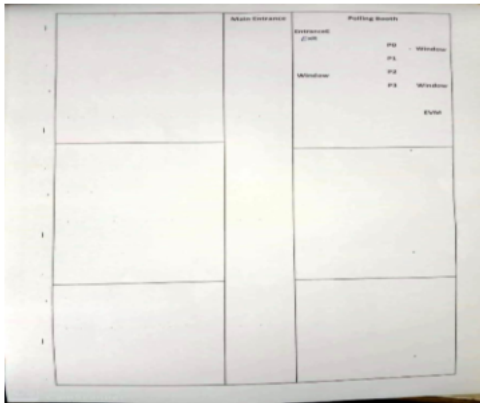 Main Entrance
Polling Booth
Entrance&
/Exit
P0
Window
P1
P2
Window
P3
Window
EVM